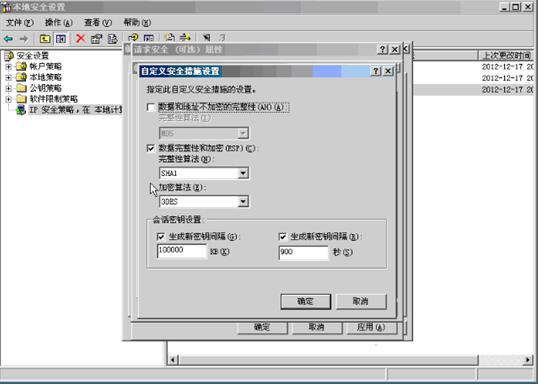 本地安全设置
文件(F) 操作(A) 查看(V) 帮助(H)
安全设置
帐户策略
本地策略
公钥策略
软件限制策略
IP 安全策略，在 本地计
上次更改时间
2012-12-17 20
2012-12-17 20
2012-12-17 20
请求安全 (可选) 属性
自定义安全措施设置
指定此自定义安全措施的设置。
数据和地址不加密的完整性(AH)(A)
完整性算法(I):
MD5
数据完整性和加密(ESP)(C):
完整性算法(N):
SHA1
加密算法(E):
3DES
会话密钥设置:
生成新密钥间隔(G): 生成新密钥间隔(R):
100000 KB(K) 900 秒(S)
确定 取消
确定 取消 应用(A)